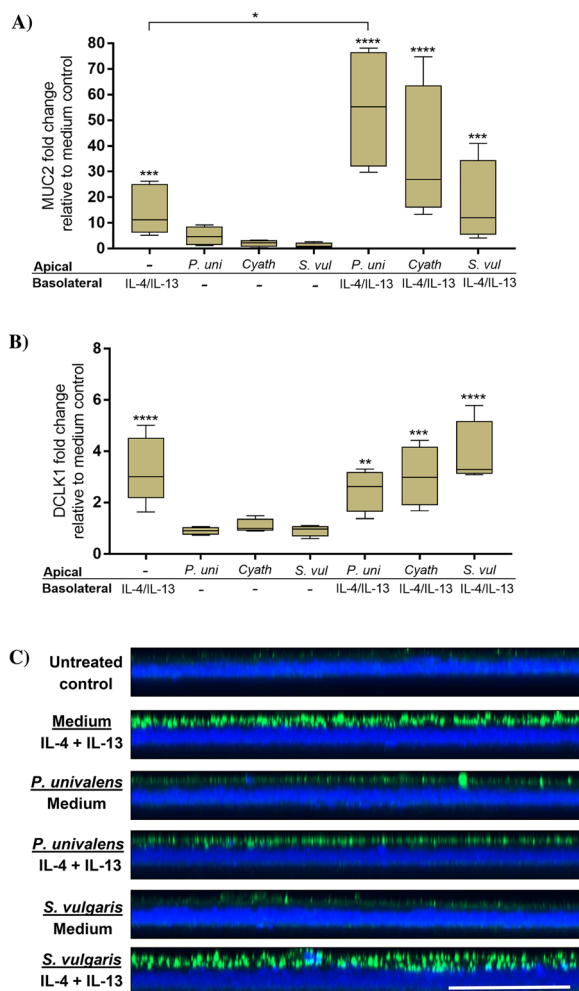 A)
*
MUC2 fold change
relative to medium control
80
70
60
50
40
30
20
10
0
***
****
****
***
Apical - P. uni Cyath S. vul P. uni Cyath S. vul
Basolateral IL-4/IL-13 - - - IL-4/IL-13 IL-4/IL-13 IL-4/IL-13
B)
DCLK1 fold change
relative to medium control
8
6
4
2
0
****
**
***
****
Apical - P. uni Cyath S. vul P. uni Cyath S. vul
Basolateral IL-4/IL-13 - - - IL-4/IL-13 IL-4/IL-13 IL-4/IL-13
C)
Untreated
control
Medium
IL-4 + IL-13
P. univalens
Medium
P. univalens
IL-4 + IL-13
S. vulgaris
Medium
S. vulgaris
IL-4 + IL-13